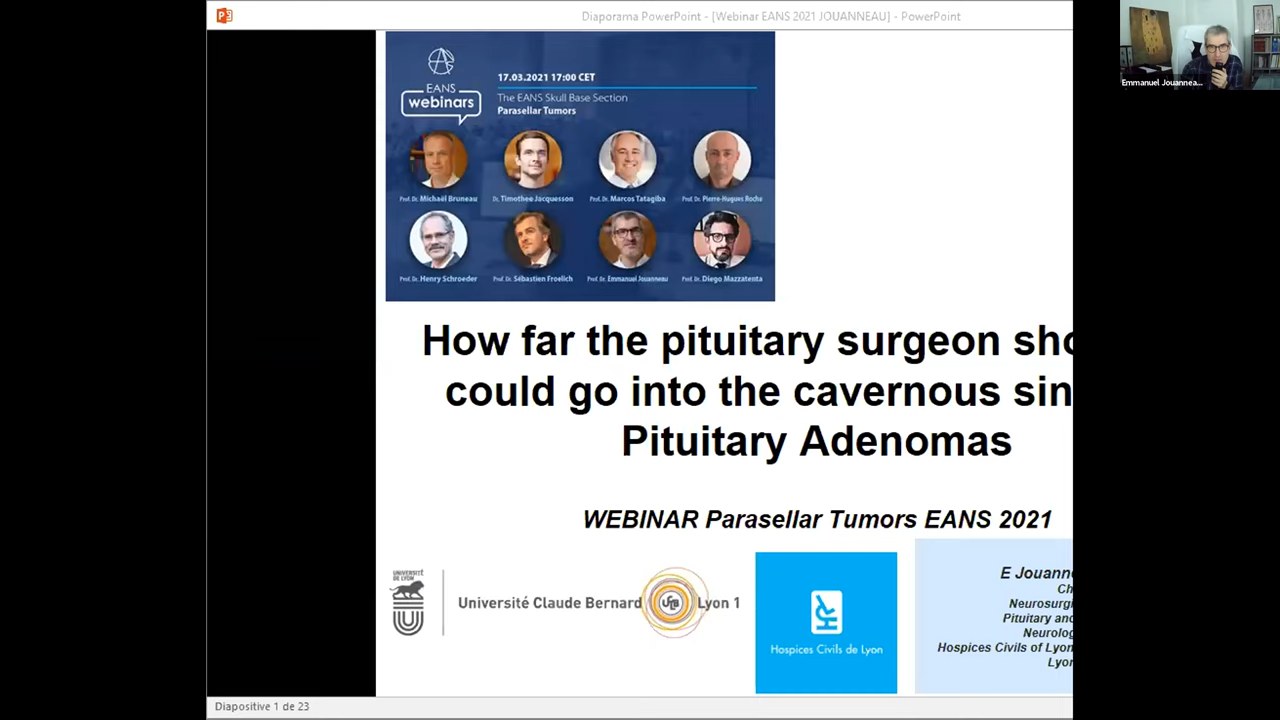 Diaporama PowerPoint - [Webinar EANS 2021 JOUANNEAU] - PowerPoint
Emmanuel Jouannea...
EANS
webinars
17.03.2021 17:00 CET
The EANS Skull Base Section
Parasellar Tumors
Prof. Dr. Michaël Bruneau
Dr. Timothee Jacquesson
Prof. Dr. Marcos Tatagiba
Prof. Dr. Pierre-Hugues Roche
Prof. Dr. Henry Schroeder
Prof. Dr. Sébastien Froelich
Prof. Dr. Emmanuel Jouanneau
Prof. Dr. Diego Mazzatenta
How far the pituitary surgeon sho
could go into the cavernous sin
Pituitary Adenomas
WEBINAR Parasellar Tumors EANS 2021
UNIVERSITÉ
DE LYON
Université Claude Bernard Lyon 1
HCL
Hospices Civils de Lyon
E Jouann
Ch
Neurosurgi
Pituitary and
Neurolog
Hospices Civils of Lyon
Lyon
Diapositive 1 de 23